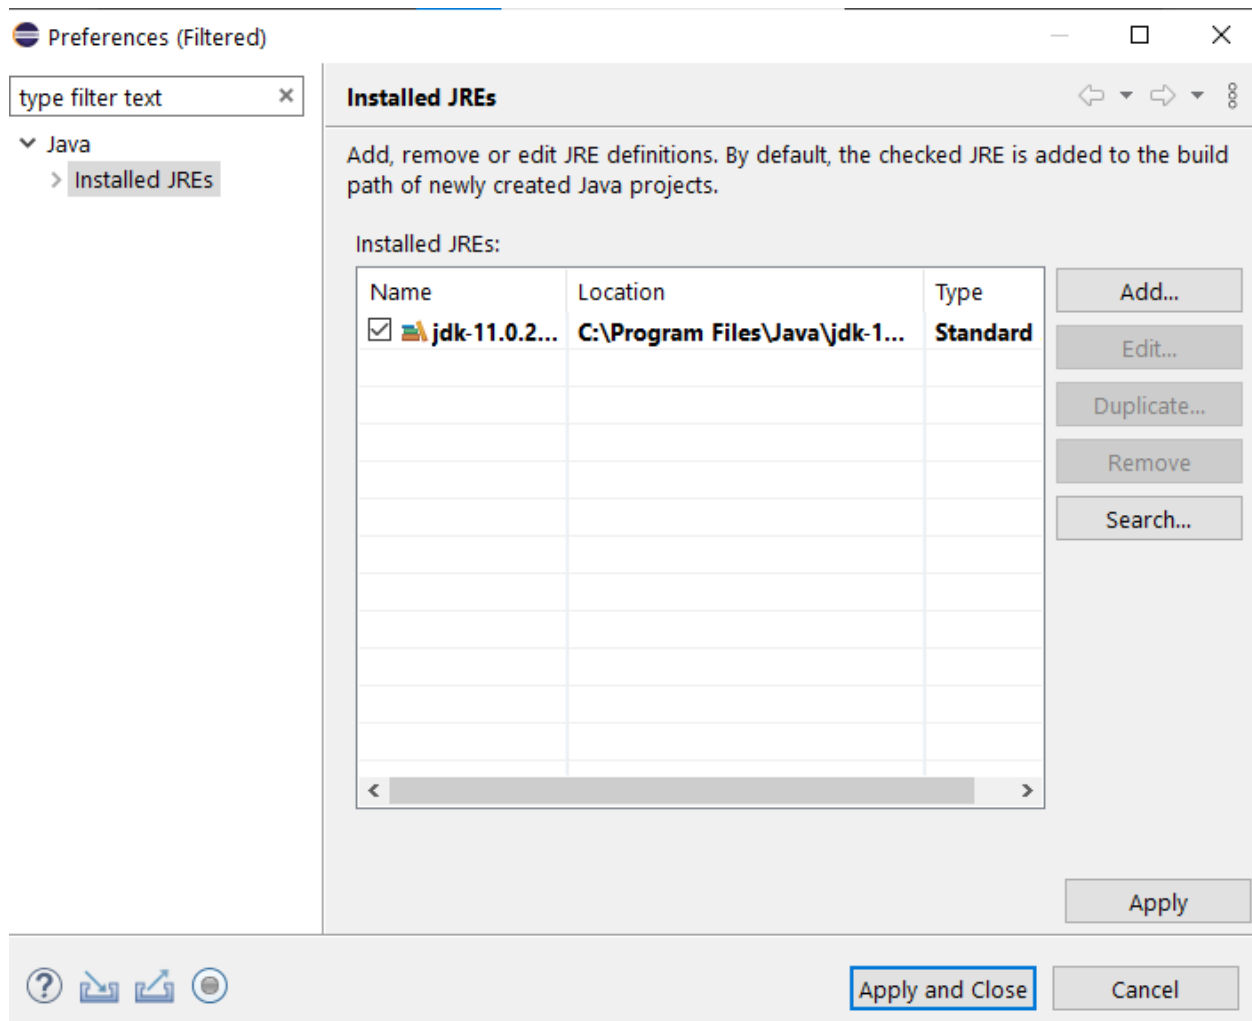 Preferences (Filtered)
type filter text
Java
Installed JREs
Installed JREs
Add, remove or edit JRE definitions. By default, the checked JRE is added to the build
path of newly created Java projects.
Installed JREs:
Name Location Type
jdk-11.0.2... C:\Program Files\Java\jdk-1... Standard
Add...
Edit...
Duplicate...
Remove
Search...
Apply
? Apply and Close Cancel